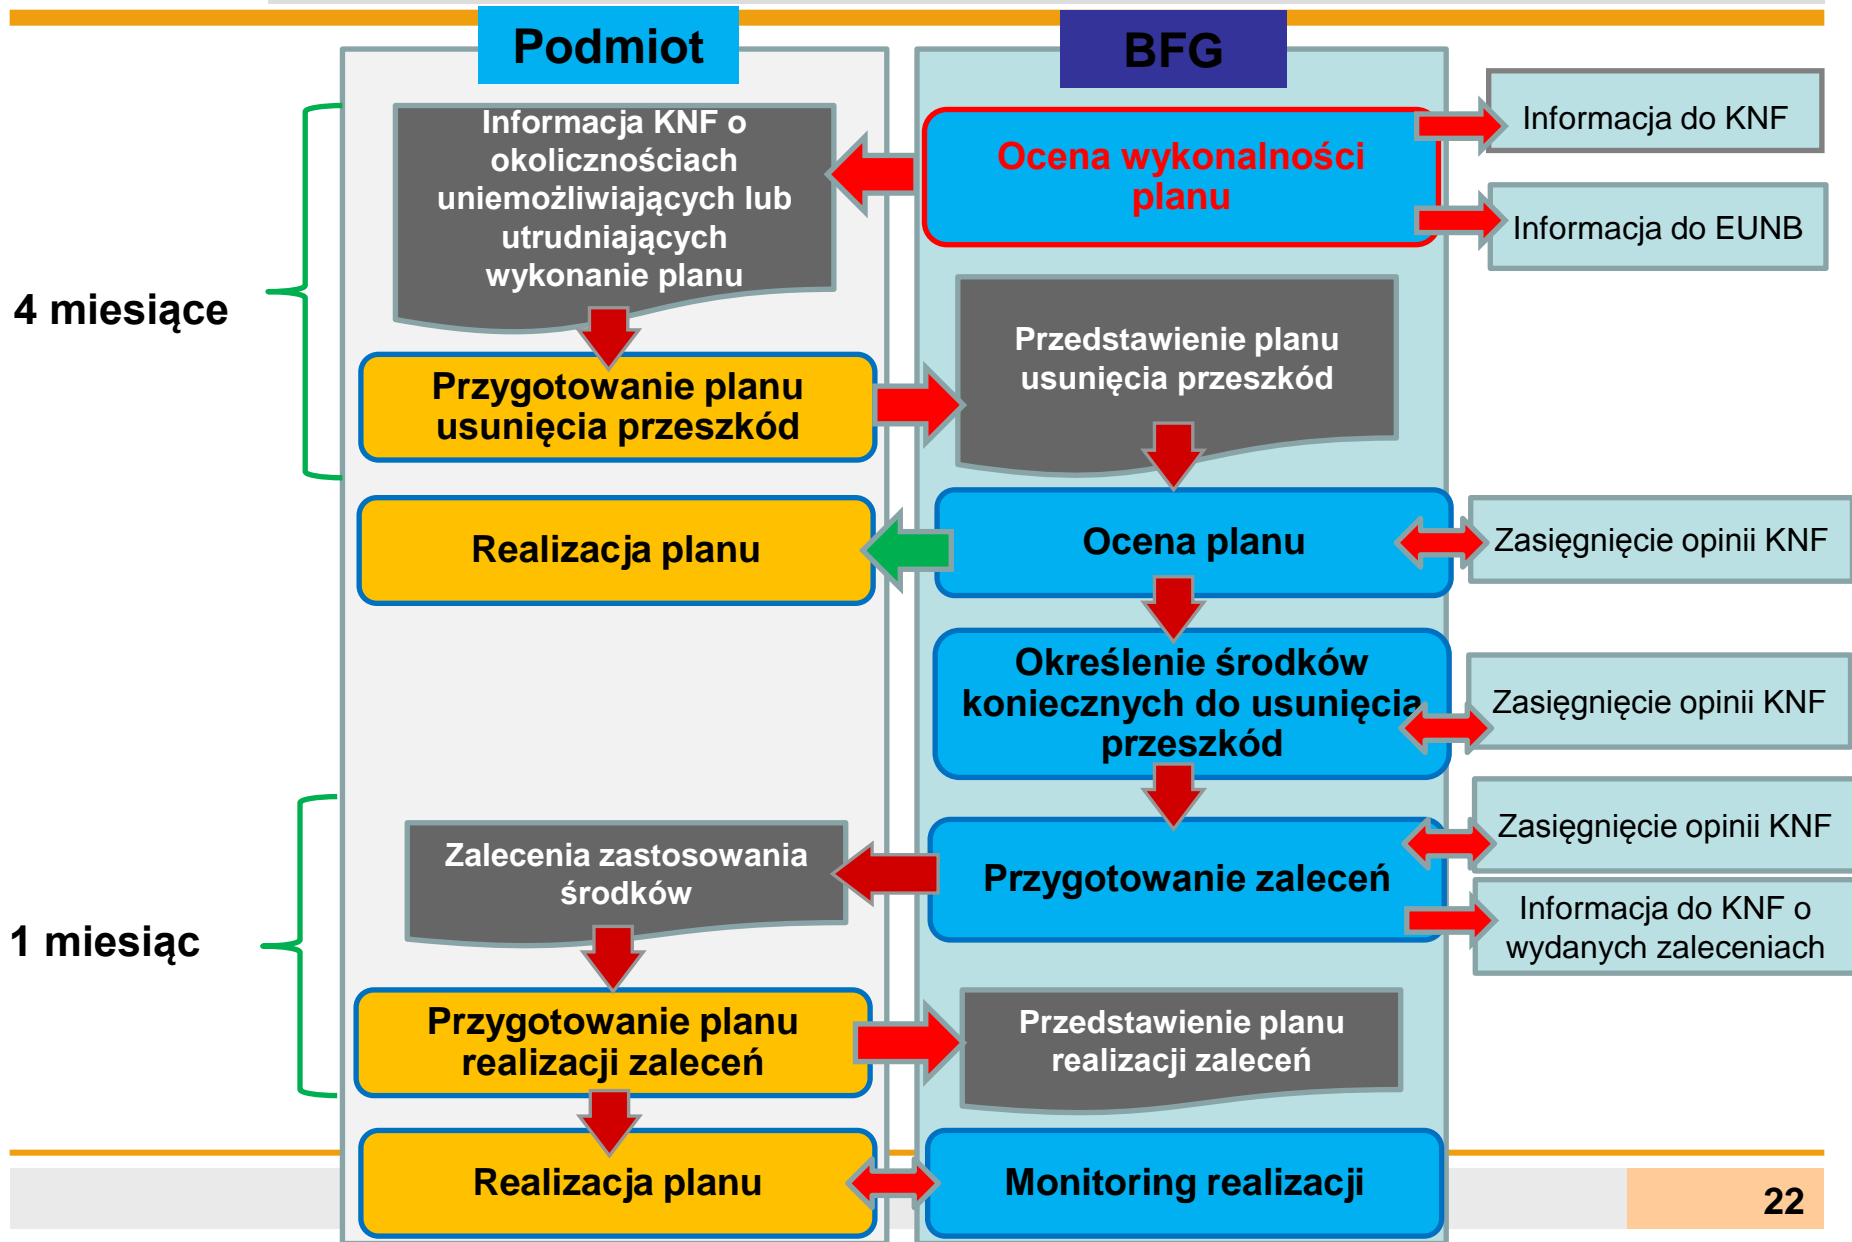 Podmiot
BFG
Informacja KNF o
okolicznościach
uniemożliwiających lub
utrudniających
wykonanie planu
Ocena wykonalności
planu
Informacja do KNF
Informacja do EUNB
4 miesiące
Przygotowanie planu
usunięcia przeszkód
Przedstawienie planu
usunięcia przeszkód
Realizacja planu
Ocena planu
Zasięgnięcie opinii KNF
Określenie środków
koniecznych do usunięcia
przeszkód
Zasięgnięcie opinii KNF
1 miesiąc
Zalecenia zastosowania
środków
Przygotowanie zaleceń
Zasięgnięcie opinii KNF
Informacja do KNF o
wydanych zaleceniach
Przygotowanie planu
realizacji zaleceń
Przedstawienie planu
realizacji zaleceń
Realizacja planu
Monitoring realizacji
22